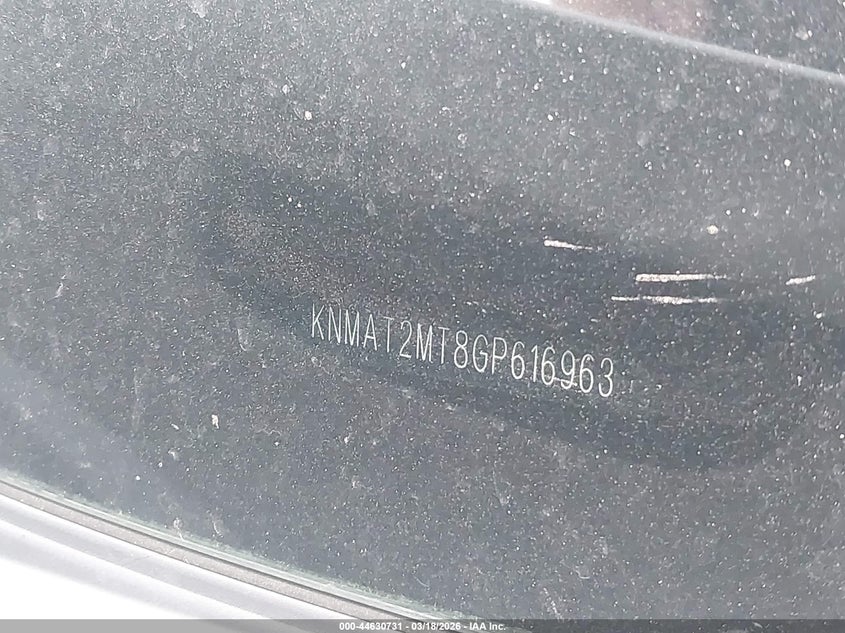 KNMAT2MT8GP616963
000-44630731 - 03/18/2026 - IAA Inc.